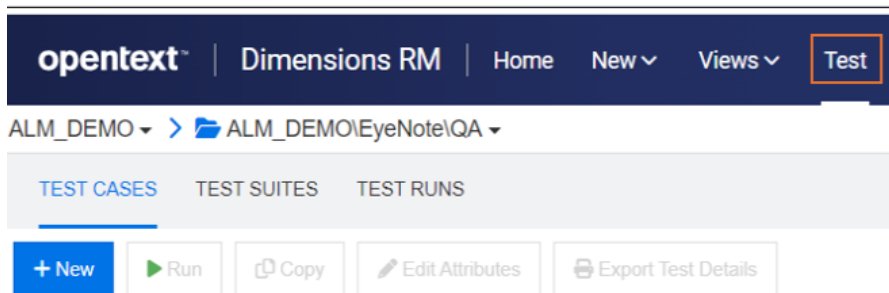 opentext™ Dimensions RM Home New Views Test
ALM_DEMO ALM_DEMO\EyeNote\QA
TEST CASES TEST SUITES TEST RUNS
+ New Run Copy Edit Attributes Export Test Details